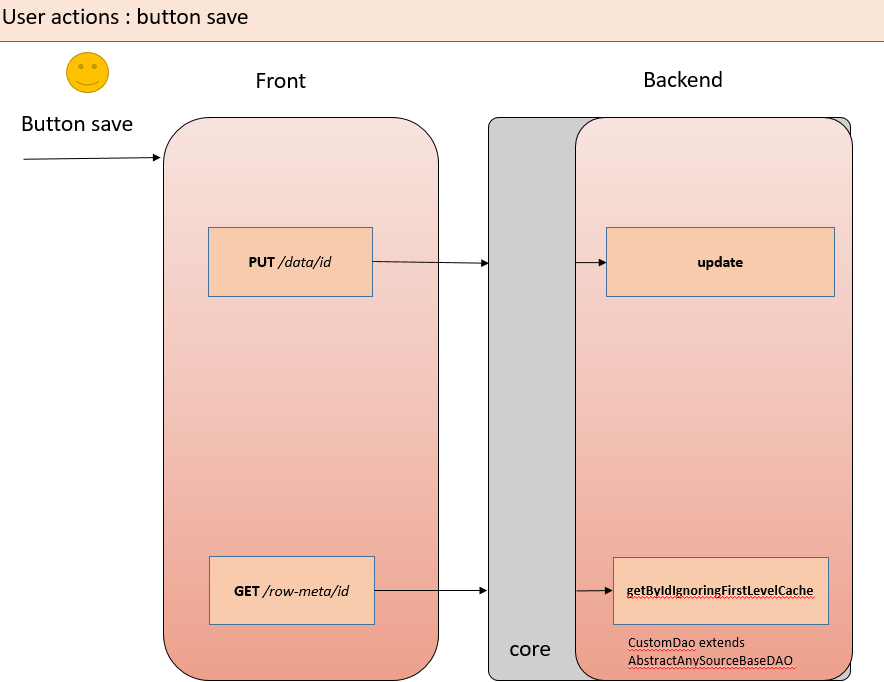 User actions : button save
Front
Backend
Button save
PUT /data/id
update
GET /row-meta/id
getByIdIgnoringFirstLevelCache
core
CustomDao extends
AbstractAnySourceBaseDAO